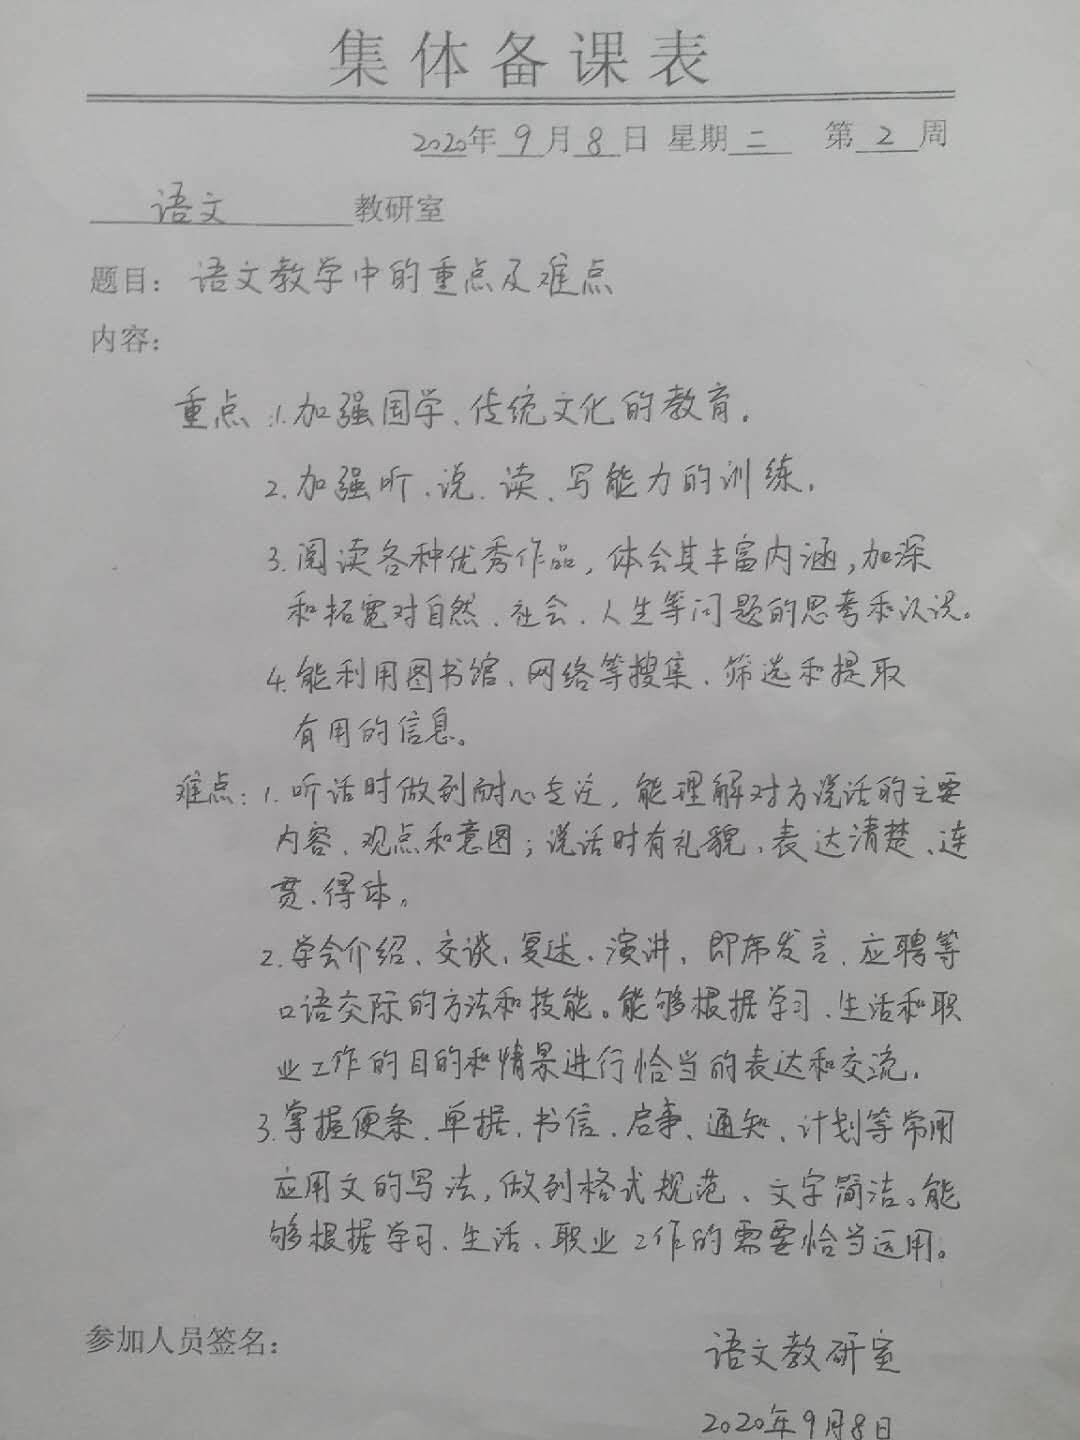 集体备课表
2020年9月8日 星期二 第2周
语文教研室
题目：语文教学中的重点及难点
内容：
重点：1.加强国学、传统文化的教育.
2.加强听、说、读、写能力的训练.
3.阅读各种优秀作品，体会其丰富内涵，加深
和拓宽对自然、社会、人生等问题的思考和认识。
4.能利用图书馆、网络等搜集、筛选和提取
有用的信息。
难点：1.听话时做到耐心专注，能理解对方说话的主要
内容、观点和意图；说话时有礼貌、表达清楚、连
贯、得体。
2.学会介绍、交谈、复述、演讲、即席发言、应聘等
口语交际的方法和技能。能够根据学习、生活和职
业工作的目的和情景进行恰当的表达和交流.
3.掌握便条、单据、书信、启事、通知、计划等常用
应用文的写法，做到格式规范、文字简洁。能
够根据学习、生活、职业工作的需要恰当运用。
参加人员签名：
语文教研室
2020年9月8日